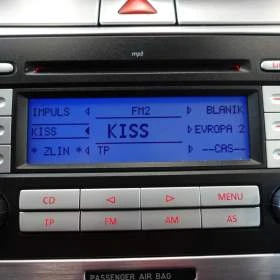 mp3
IMPULS FM2 BLANIK
KISS KISS EVROPA 2
* ZLIN * TP --CAS--
CD ◁ ▷ MENU
TP FM AM AS
PASSENGER AIR BAG